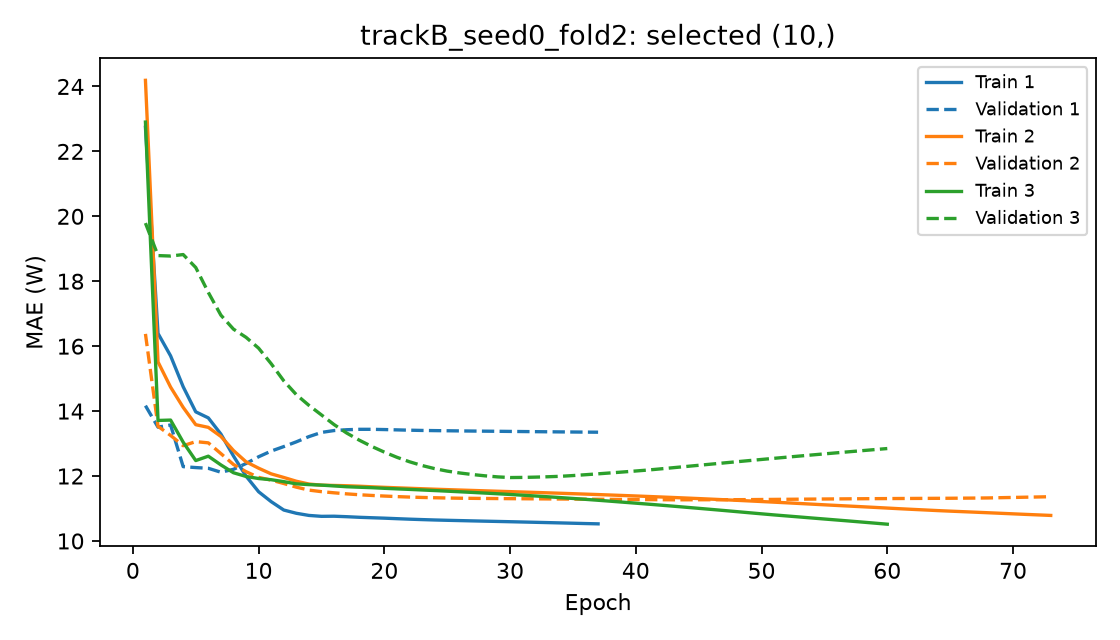 trackB_seed0_fold2: selected (10,)
24
22
20
18
16
14
12
10
MAE (W)
Train 1
Validation 1
Train 2
Validation 2
Train 3
Validation 3
0 10 20 30 40 50 60 70
Epoch